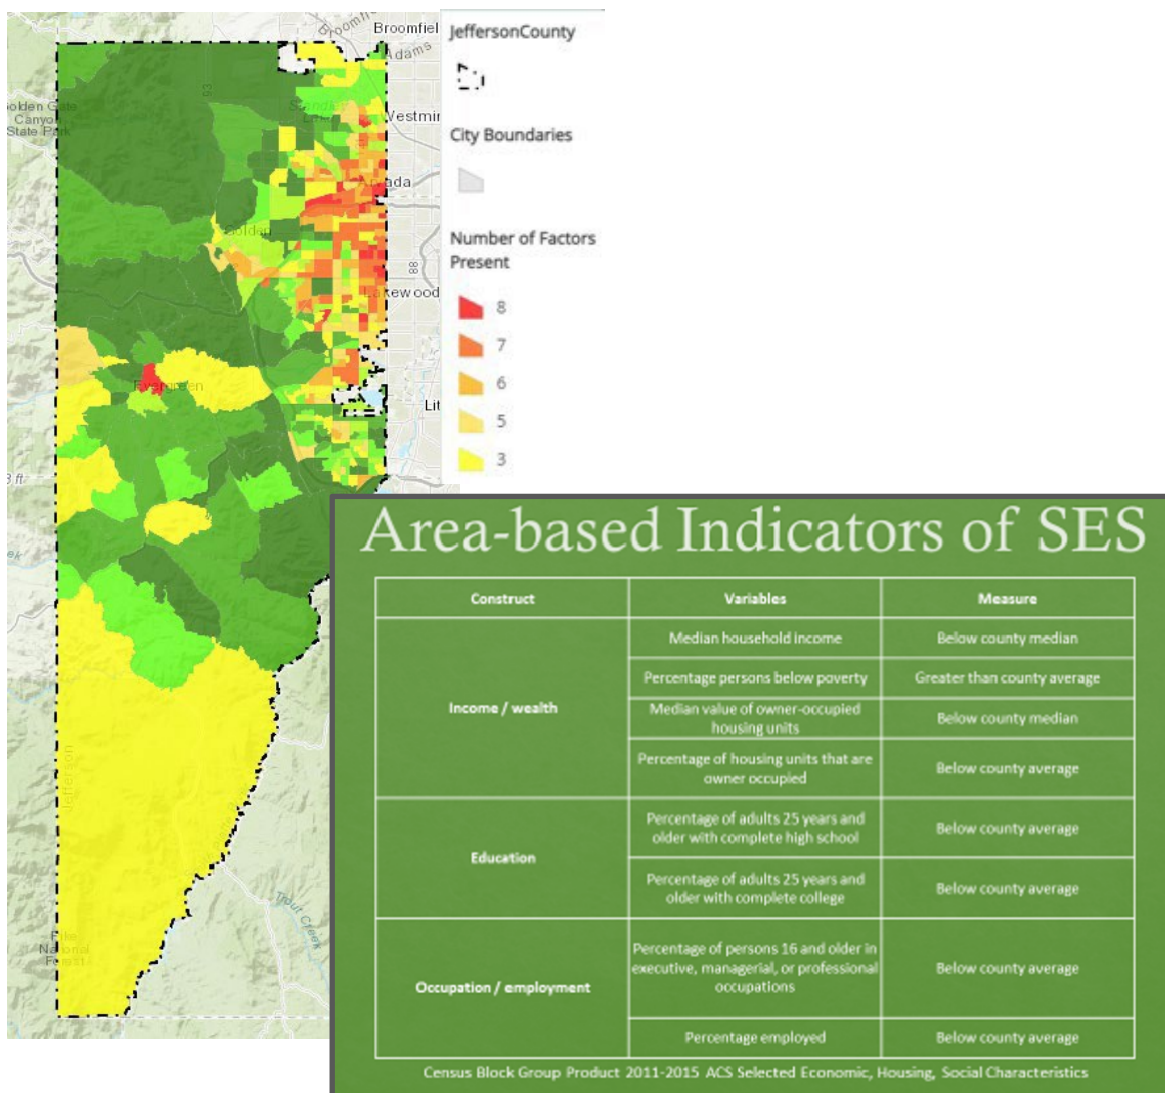 Broomfiel
Broomfi
Adams
93
olden Gate
Canyon
State Park
Westmin
Arvada
Golden
88
Lakewood
Evergreen
Lit
3 ft
ek
Jefferson
Trout Creek
Pike
National
Forest
JeffersonCounty
City Boundaries
Number of Factors
Present
8
7
6
5
3
Area-based Indicators of SES
Construct
Variables
Measure
Income / wealth
Median household income
Below county median
Percentage persons below poverty
Greater than county average
Median value of owner-occupied
housing units
Below county median
Percentage of housing units that are
owner occupied
Below county average
Education
Percentage of adults 25 years and
older with complete high school
Below county average
Percentage of adults 25 years and
older with complete college
Below county average
Occupation / employment
Percentage of persons 16 and older in
executive, managerial, or professional
occupations
Below county average
Percentage employed
Below county average
Census Block Group Product 2011-2015 ACS Selected Economic, Housing, Social Characteristics